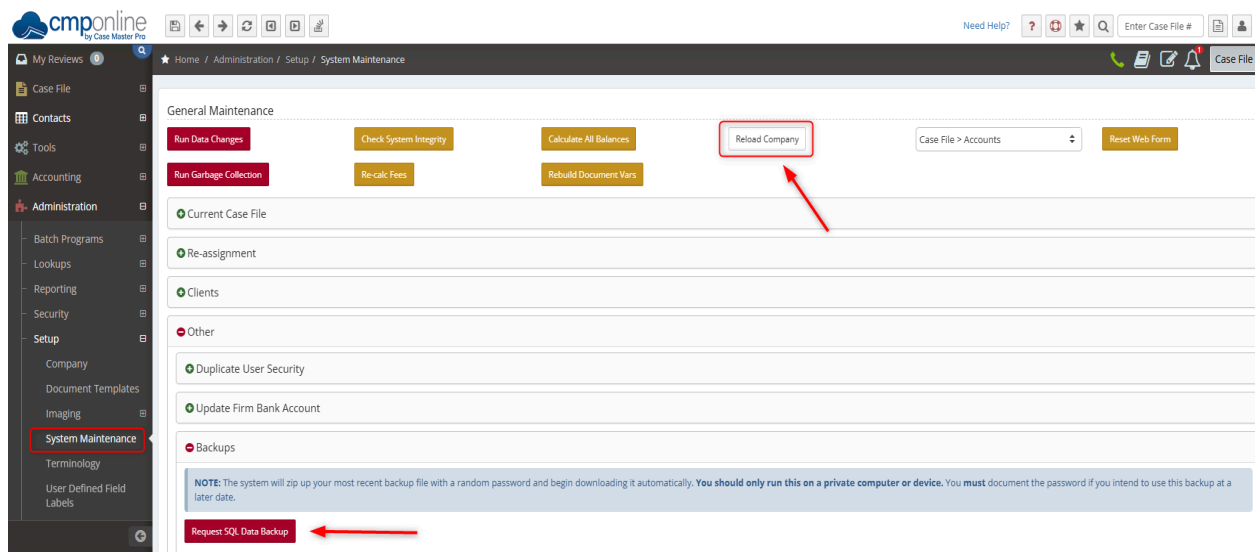 cmponline
by Case Master Pro
Need Help?
Enter Case File #
My Reviews 0
Home / Administration / Setup / System Maintenance
1
Case File
Case File
Contacts
Tools
Accounting
Administration
Batch Programs
Lookups
Reporting
Security
Setup
Company
Document Templates
Imaging
System Maintenance
Terminology
User Defined Field
Labels
General Maintenance
Run Data Changes
Check System Integrity
Calculate All Balances
Reload Company
Case File > Accounts
Reset Web Form
Run Garbage Collection
Re-calc Fees
Rebuild Document Vars
Current Case File
Re-assignment
Clients
Other
Duplicate User Security
Update Firm Bank Account
Backups
NOTE: The system will zip up your most recent backup file with a random password and begin downloading it automatically. You should only run this on a private computer or device. You must document the password if you intend to use this backup at a
later date.
Request SQL Data Backup